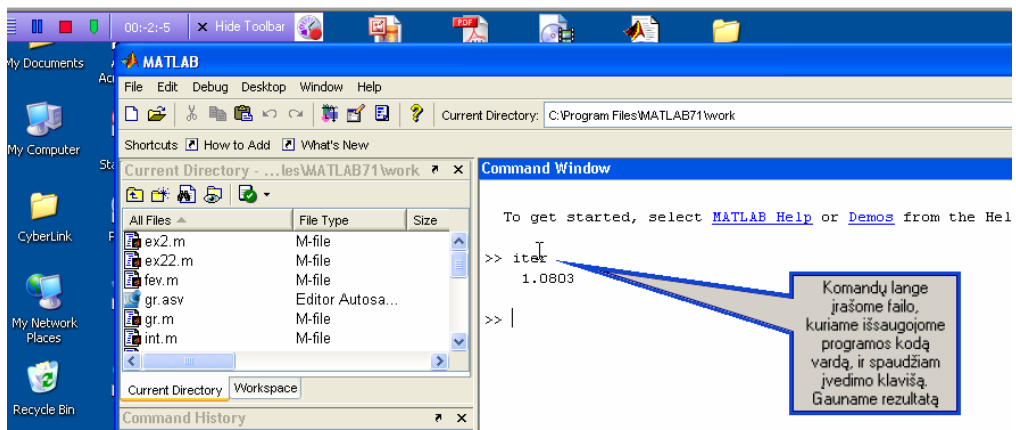 00:-2:-5
Hide Toolbar
PDF
My Documents
My Computer
CyberLink
My Network
Places
Recycle Bin
MATLAB
File Edit Debug Desktop Window Help
Current Directory: C:\Program Files\MATLAB71\work
Shortcuts How to Add What's New
Current Directory - ...les\MATLAB71\work
All Files File Type Size
ex2.m M-file
ex22.m M-file
fev.m M-file
gr.asv Editor Autosa...
gr.m M-file
int.m M-file
Current Directory Workspace
Command History
Command Window
To get started, select MATLAB Help or Demos from the Hel
>> iter
1.0803
>>
Komandų lange
įrašome failo,
kuriame išsaugojome
programos kodą
vardą, ir spaudžiam
įvedimo klavišą.
Gauname rezultatą